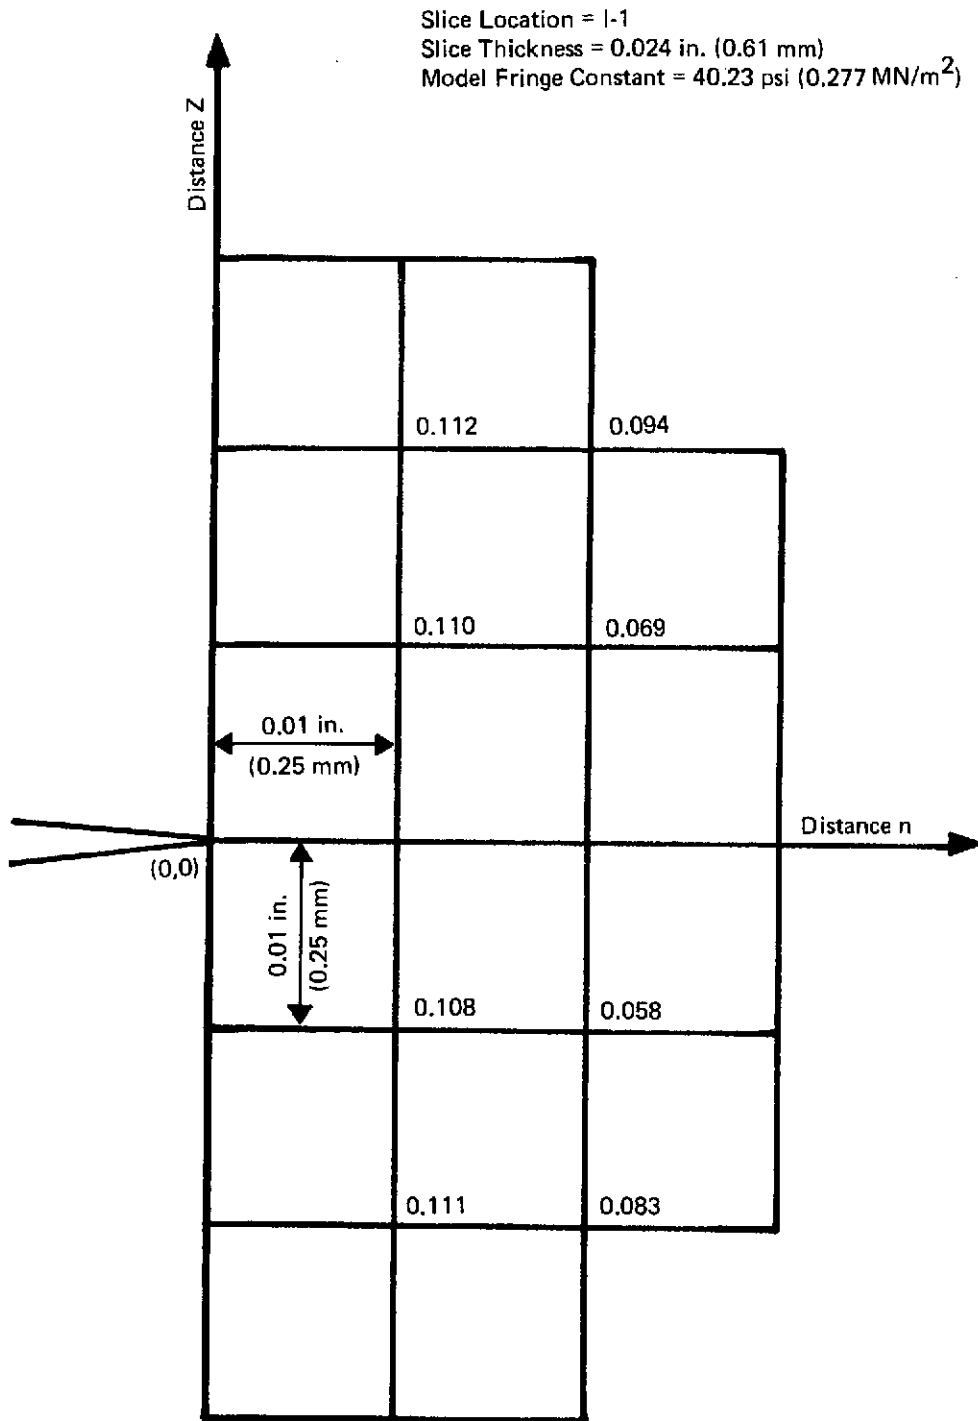 Slice Location = I-1
Slice Thickness = 0.024 in. (0.61 mm)
Model Fringe Constant = 40.23 psi (0.277 MN/m²)
Distance Z
0.112
0.094
0.110
0.069
0.01 in.
(0.25 mm)
Distance n
(0,0)
0.01 in.
(0.25 mm)
0.108
0.058
0.111
0.083